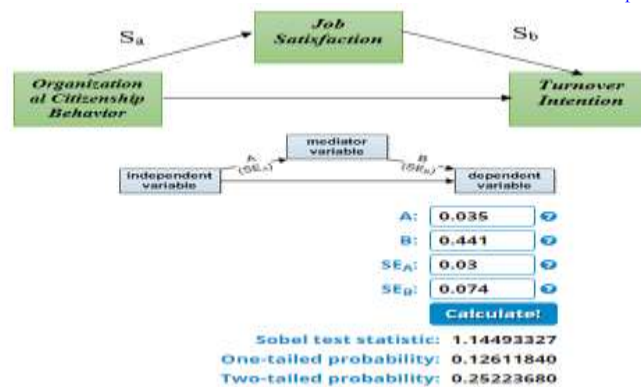 Job
Satisfaction
Sa
Sb
Organization
al Citizenship
Behavior
Turnover
Intention
mediator
variable
A
(SEA)
B
(SEB)
independent
variable
dependent
variable
A: 0.035
B: 0.441
SEA: 0.03
SEB: 0.074
Calculate!
Sobel test statistic: 1.14493327
One-tailed probability: 0.12611840
Two-tailed probability: 0.25223680